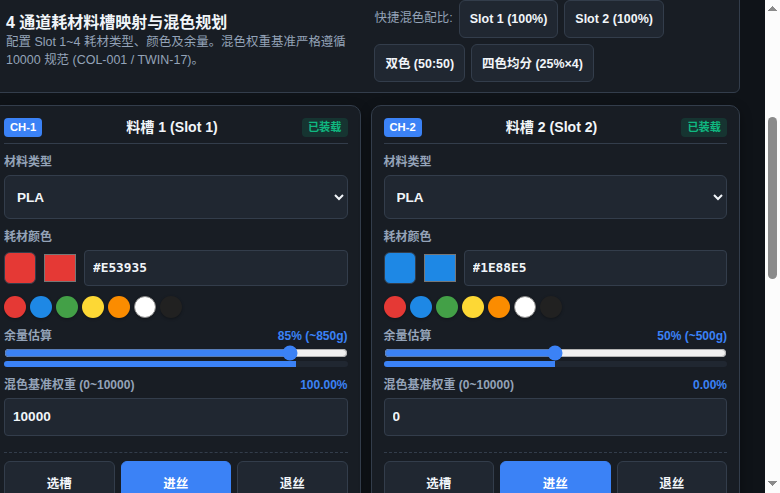 4 通道耗材料槽映射与混色规划
配置 Slot 1~4 耗材类型、颜色及余量。混色权重基准严格遵循
10000 规范 (COL-001 / TWIN-17)。
快捷混色配比:
Slot 1 (100%)
Slot 2 (100%)
双色 (50:50)
四色均分 (25%×4)
CH-1
料槽 1 (Slot 1)
已装载
材料类型
PLA
耗材颜色
#E53935
余量估算
85% (~850g)
混色基准权重 (0~10000)
100.00%
10000
选槽
进丝
退丝
CH-2
料槽 2 (Slot 2)
已装载
材料类型
PLA
耗材颜色
#1E88E5
余量估算
50% (~500g)
混色基准权重 (0~10000)
0.00%
0
选槽
进丝
退丝